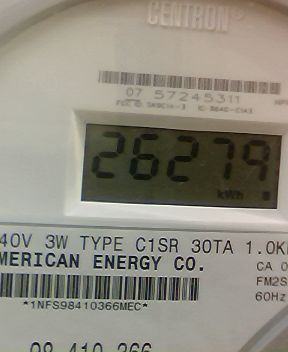 CENTRON®
07 57245311
26279
kWh
40V 3W TYPE C1SR 30TA 1.0K
MERICAN ENERGY CO.
CA 0
FM2S
60Hz
*1NFS98410366MEC*
98 410 366